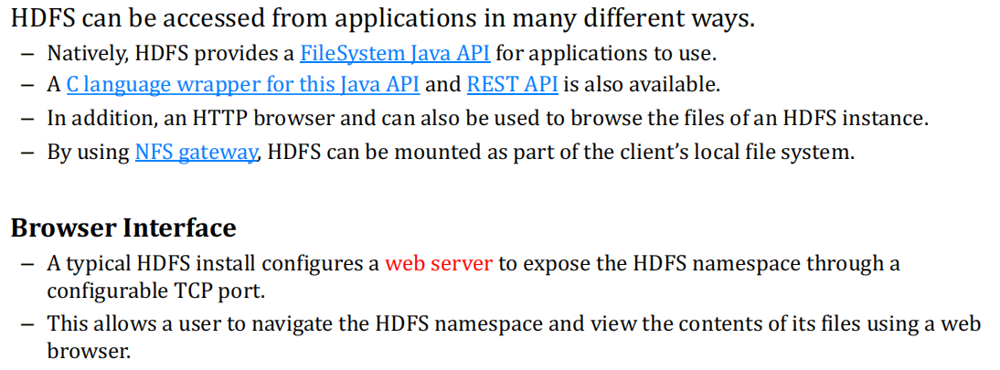 HDFS can be accessed from applications in many different ways.
– Natively, HDFS provides a FileSystem Java API for applications to use.
– A C language wrapper for this Java API and REST API is also available.
– In addition, an HTTP browser and can also be used to browse the files of an HDFS instance.
– By using NFS gateway, HDFS can be mounted as part of the client’s local file system.
Browser Interface
– A typical HDFS install configures a web server to expose the HDFS namespace through a
configurable TCP port.
– This allows a user to navigate the HDFS namespace and view the contents of its files using a web
browser.